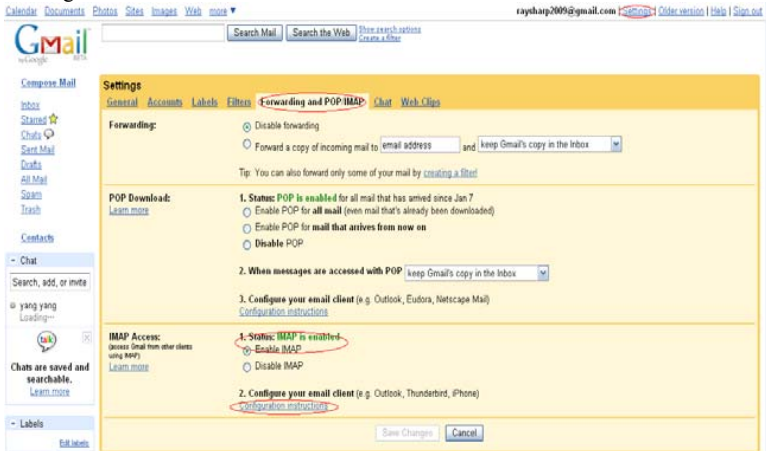 Calendar Documents Photos Sites Images Web more ▼
raysharp2009@gmail.com | Settings | Older version | Help | Sign out
Gmail
by Google BETA
Search Mail Search the Web Show search options
Create a filter
Compose Mail
Inbox
Starred
Chats
Sent Mail
Drafts
All Mail
Spam
Trash
Contacts
- Chat
Search, add, or invite
yang yang
Loading...
talk
Chats are saved and
searchable.
Learn more
- Labels
Edit labels
Settings
General Accounts Labels Filters Forwarding and POP/IMAP Chat Web Clips
Forwarding:
Disable forwarding
Forward a copy of incoming mail to email address and keep Gmail's copy in the Inbox
Tip: You can also forward only some of your mail by creating a filter!
POP Download:
Learn more
1. Status: POP is enabled for all mail that has arrived since Jan 7
Enable POP for all mail (even mail that's already been downloaded)
Enable POP for mail that arrives from now on
Disable POP
2. When messages are accessed with POP keep Gmail's copy in the Inbox
3. Configure your email client (e.g. Outlook, Eudora, Netscape Mail)
Configuration instructions
IMAP Access:
(access Gmail from other clients
using IMAP)
Learn more
1. Status: IMAP is enabled
Enable IMAP
Disable IMAP
2. Configure your email client (e.g. Outlook, Thunderbird, iPhone)
Configuration instructions
Save Changes Cancel